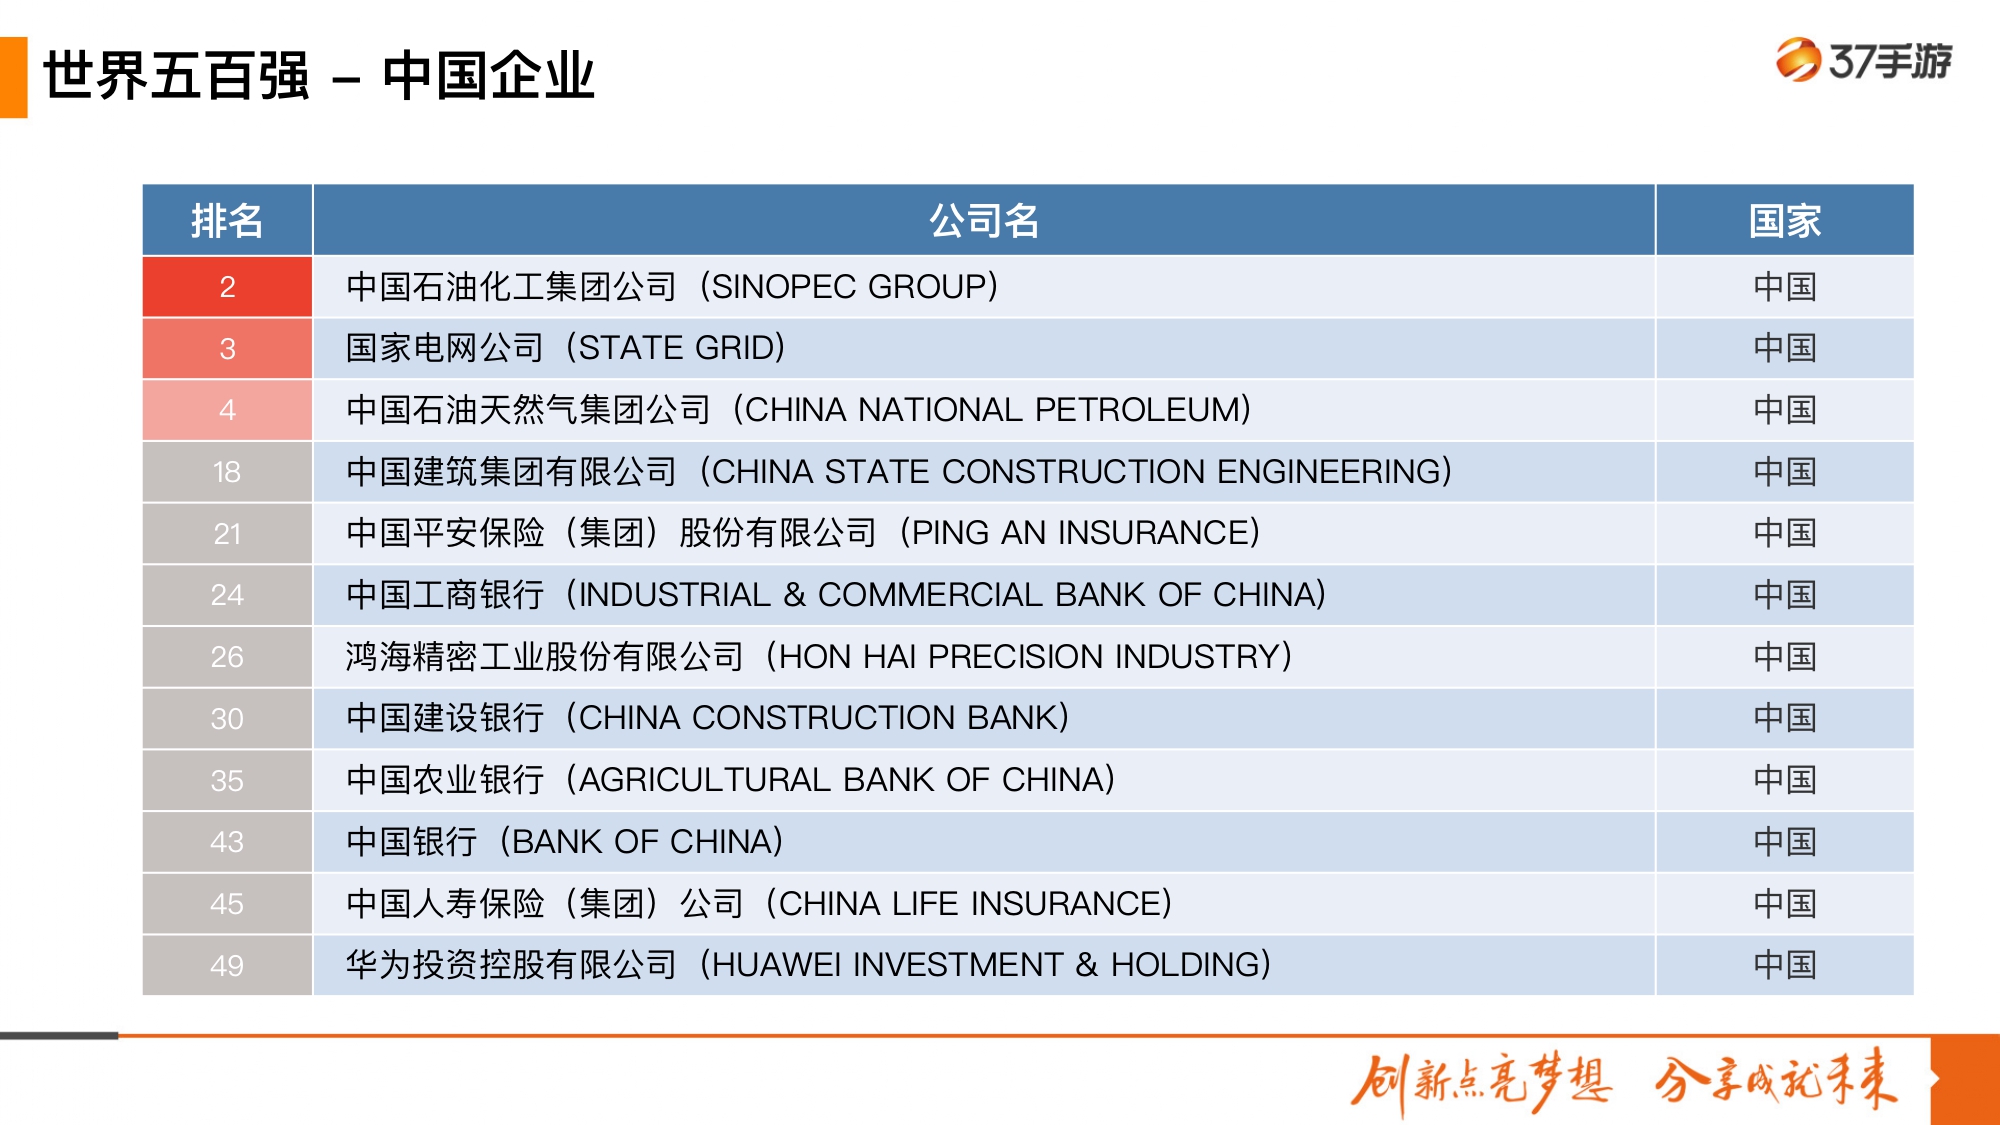 世界五百强 – 中国企业
37手游
排名 公司名 国家
2 中国石油化工集团公司（SINOPEC GROUP） 中国
3 国家电网公司（STATE GRID） 中国
4 中国石油天然气集团公司（CHINA NATIONAL PETROLEUM） 中国
18 中国建筑集团有限公司（CHINA STATE CONSTRUCTION ENGINEERING） 中国
21 中国平安保险（集团）股份有限公司（PING AN INSURANCE） 中国
24 中国工商银行（INDUSTRIAL & COMMERCIAL BANK OF CHINA） 中国
26 鸿海精密工业股份有限公司（HON HAI PRECISION INDUSTRY） 中国
30 中国建设银行（CHINA CONSTRUCTION BANK） 中国
35 中国农业银行（AGRICULTURAL BANK OF CHINA） 中国
43 中国银行（BANK OF CHINA） 中国
45 中国人寿保险（集团）公司（CHINA LIFE INSURANCE） 中国
49 华为投资控股有限公司（HUAWEI INVESTMENT & HOLDING） 中国
创新点亮梦想 分享成就未来